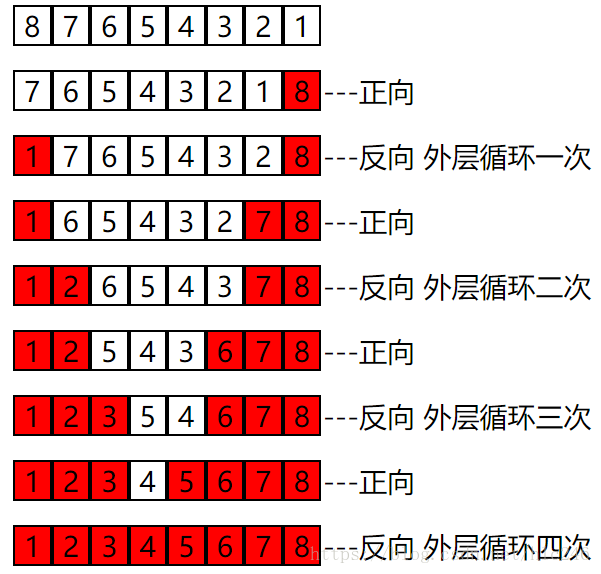 8 7 6 5 4 3 2 1
7 6 5 4 3 2 1 8 ---正向
1 7 6 5 4 3 2 8 ---反向 外层循环一次
1 6 5 4 3 2 7 8 ---正向
1 2 6 5 4 3 7 8 ---反向 外层循环二次
1 2 5 4 3 6 7 8 ---正向
1 2 3 5 4 6 7 8 ---反向 外层循环三次
1 2 3 4 5 6 7 8 ---正向
1 2 3 4 5 6 7 8 ---反向 外层循环四次